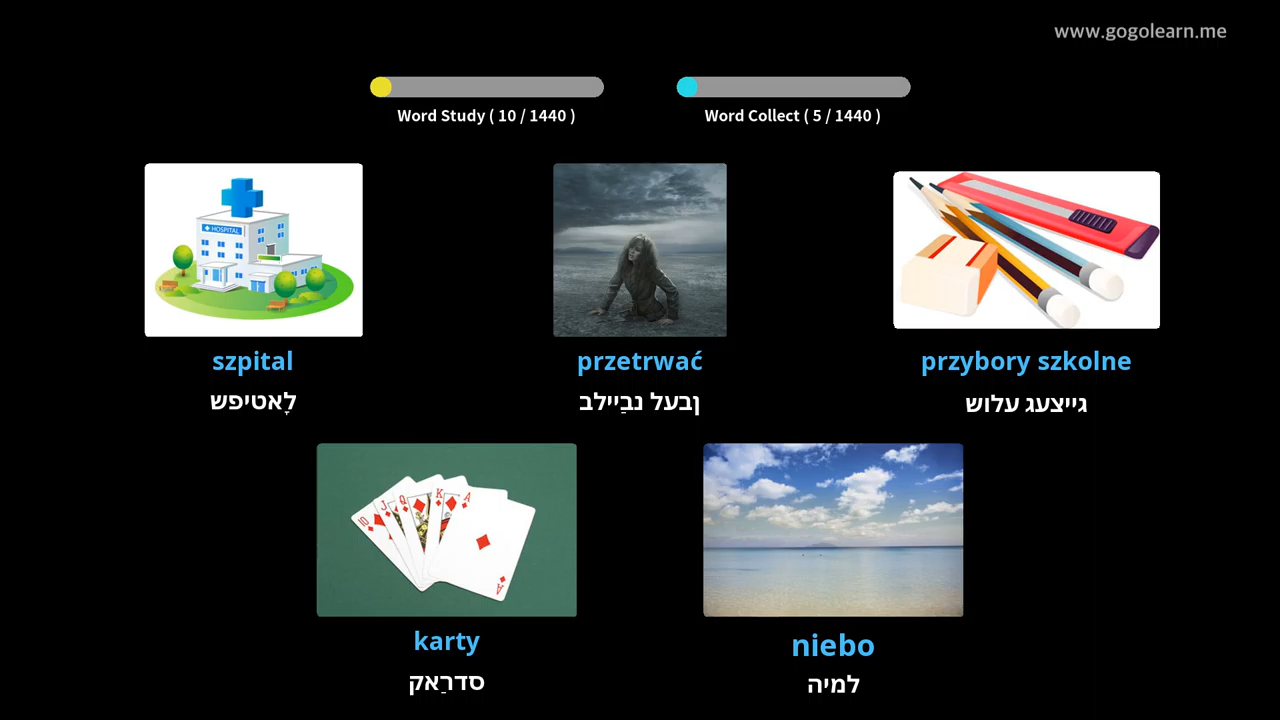 www.gogolearn.me
Word Study ( 10 / 1440 )
Word Collect ( 5 / 1440 )
szpital
לָאטיפש
przetrwać
ןבעל נבַיילב
przybory szkolne
גייצעג עלוש
karty
סדרַאק
niebo
למיה